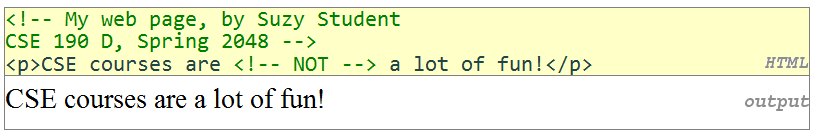 <!-- My web page, by Suzy Student
CSE 190 D, Spring 2048 -->
<p>CSE courses are <!-- NOT --> a lot of fun!</p>
HTML
CSE courses are a lot of fun!
output